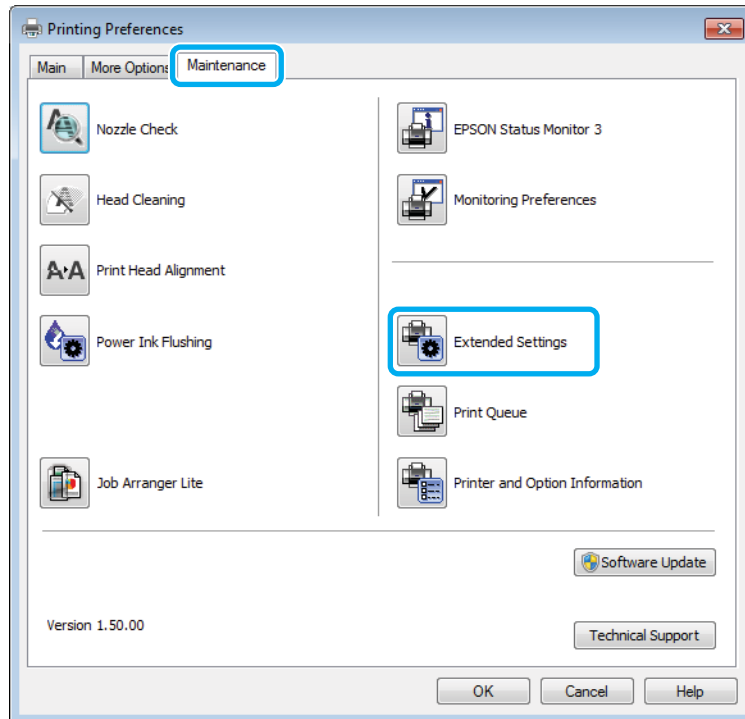 Printing Preferences
Main
More Options
Maintenance
Nozzle Check
Head Cleaning
A
A
Print Head Alignment
Power Ink Flushing
Job Arranger Lite
EPSON Status Monitor 3
Monitoring Preferences
Extended Settings
Print Queue
Printer and Option Information
Software Update
Version 1.50.00
Technical Support
OK
Cancel
Help